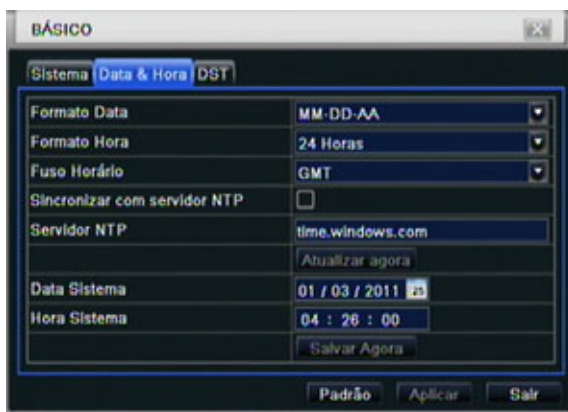 BÁSICO
Sistema Data & Hora DST
Formato Data MM-DD-AA
Formato Hora 24 Horas
Fuso Horário GMT
Sincronizar com servidor NTP
Servidor NTP time.windows.com
Atualizar agora
Data Sistema 01 / 03 / 2011 25
Hora Sistema 04 : 26 : 00
Salvar Agora
Padrão Aplicar Sair